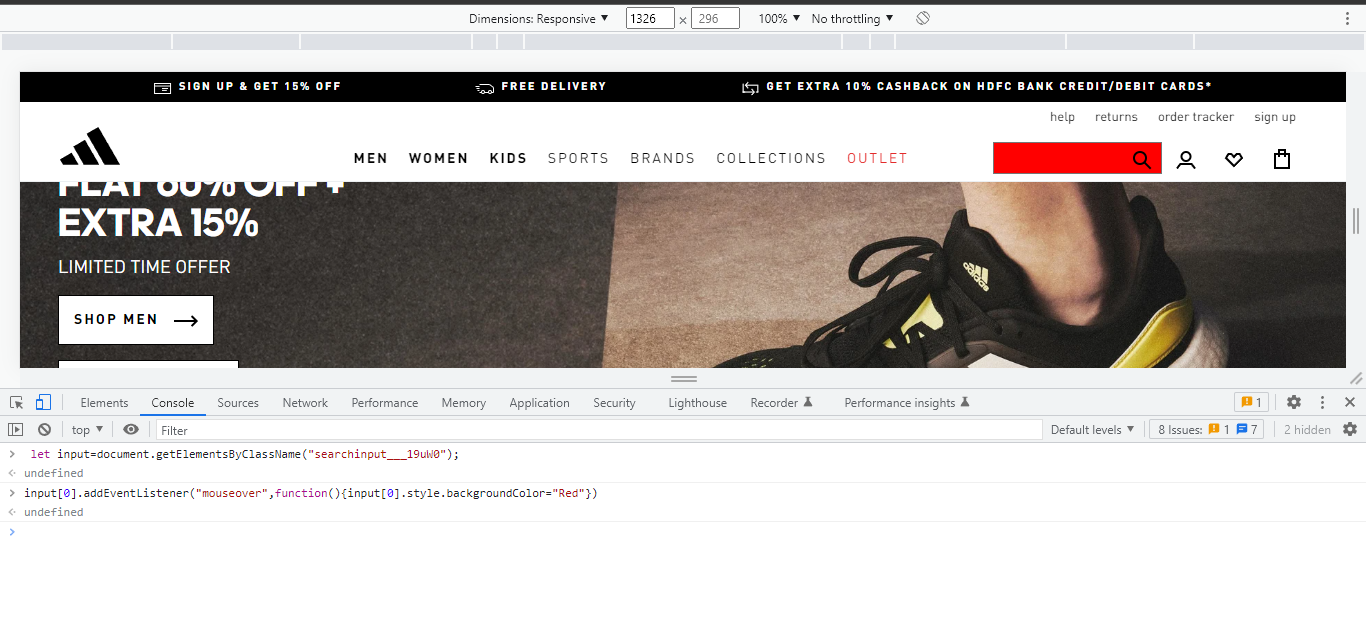 Dimensions: Responsive ▼ 1326 × 296 100% ▼ No throttling ▼
SIGN UP & GET 15% OFF FREE DELIVERY GET EXTRA 10% CASHBACK ON HDFC BANK CREDIT/DEBIT CARDS*
help returns order tracker sign up
MEN WOMEN KIDS SPORTS BRANDS COLLECTIONS OUTLET
FLAT 60% OFF +
EXTRA 15%
LIMITED TIME OFFER
SHOP MEN
adidas
Elements Console Sources Network Performance Memory Application Security Lighthouse Recorder Performance insights 1
top ▼ Filter Default levels ▼ 8 Issues: 1 7 2 hidden
let input=document.getElementsByClassName("searchinput___19uW0");
undefined
input[0].addEventListener("mouseover",function(){input[0].style.backgroundColor="Red"})
undefined